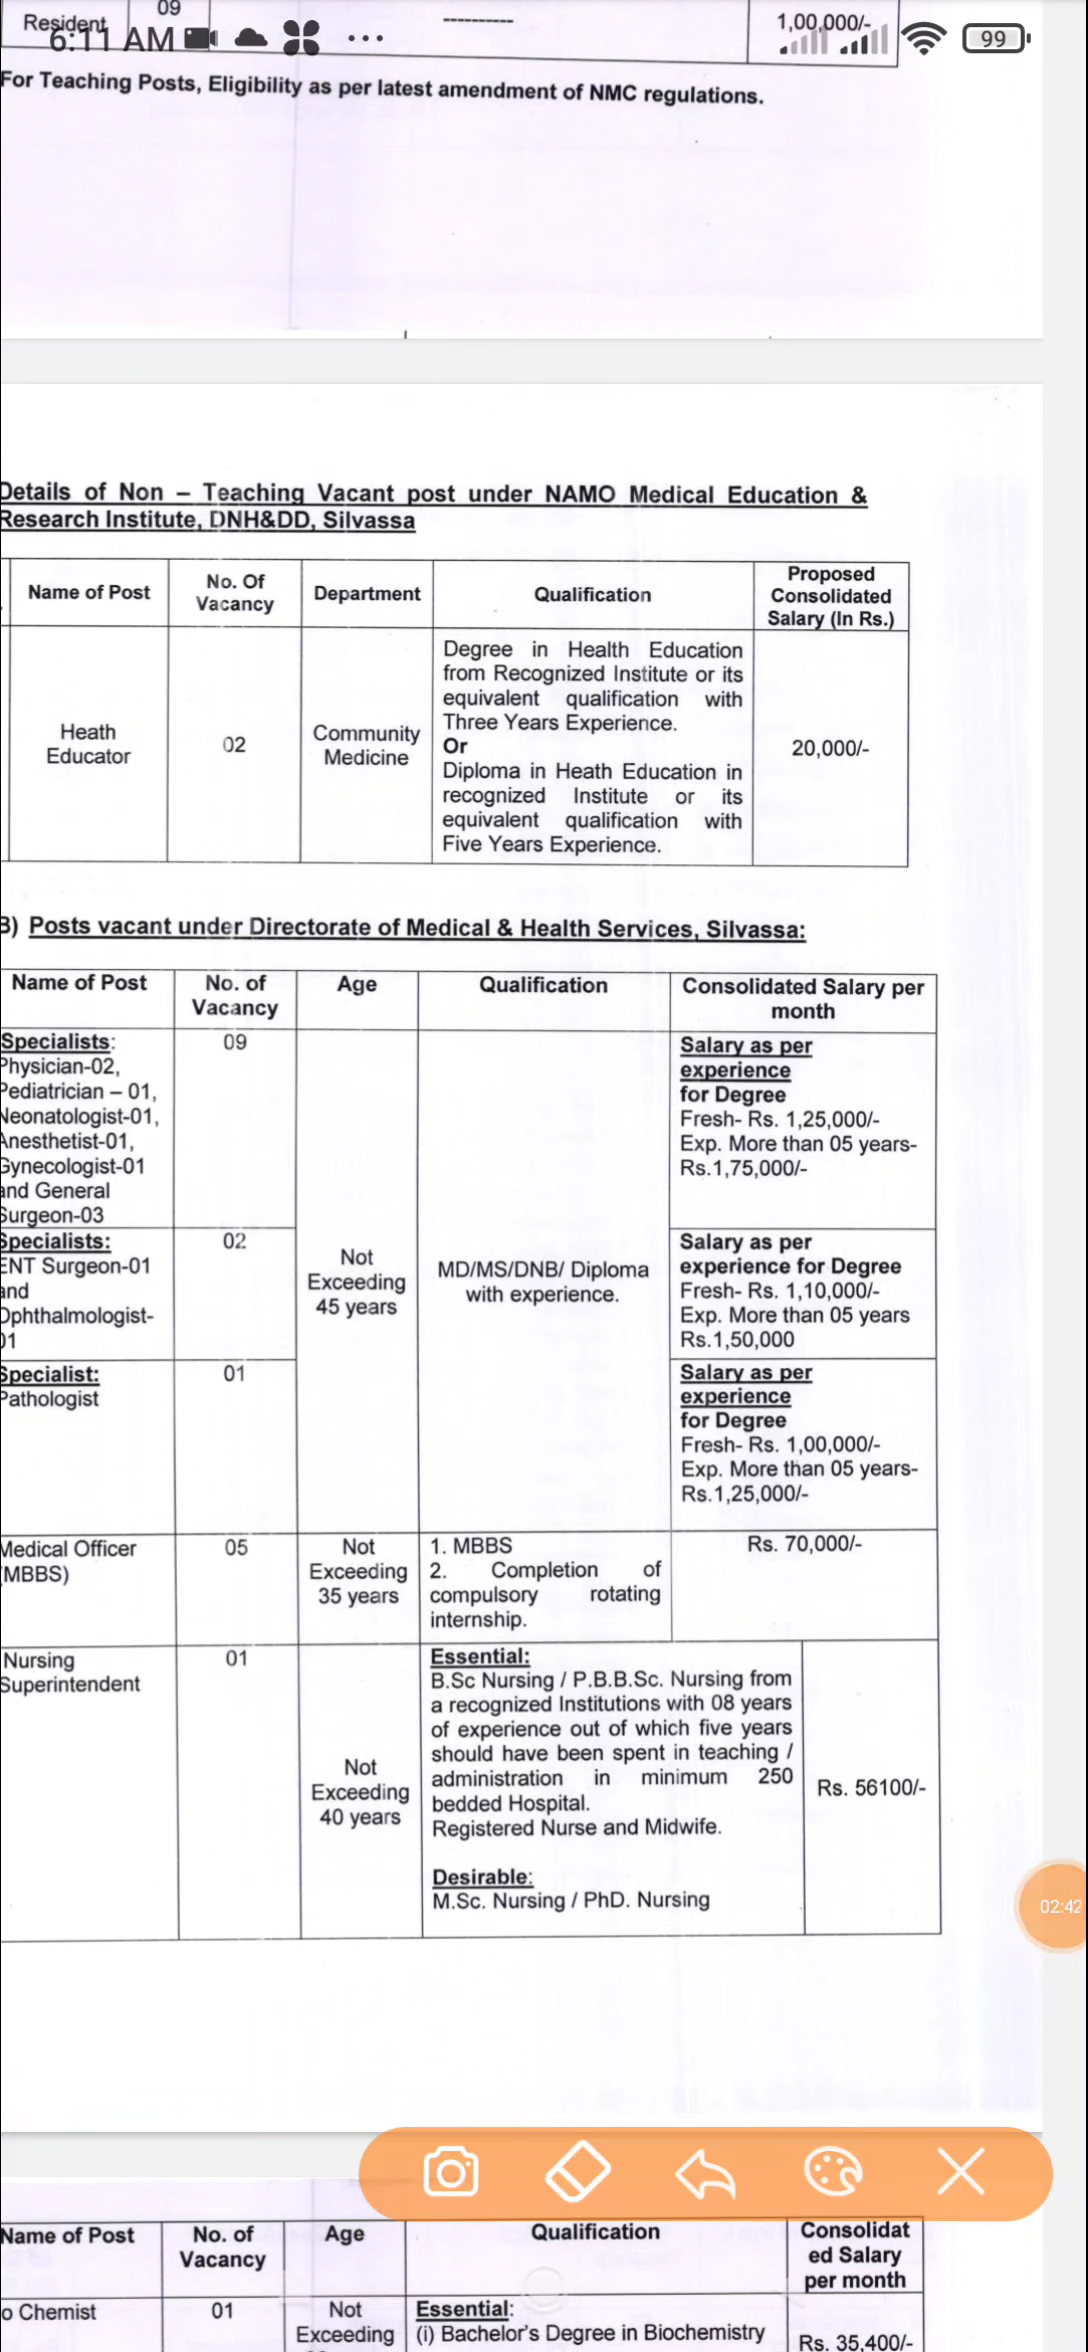 Resident 09 ---------- 1,00,000/-
6:11 AM 99
For Teaching Posts, Eligibility as per latest amendment of NMC regulations.
Details of Non – Teaching Vacant post under NAMO Medical Education &
Research Institute, DNH&DD, Silvassa
Name of Post
No. Of
Vacancy
Department
Qualification
Proposed
Consolidated
Salary (In Rs.)
Heath
Educator
02
Community
Medicine
Degree in Health Education
from Recognized Institute or its
equivalent qualification with
Three Years Experience.
Or
Diploma in Heath Education in
recognized Institute or its
equivalent qualification with
Five Years Experience.
20,000/-
B) Posts vacant under Directorate of Medical & Health Services, Silvassa:
Name of Post
No. of
Vacancy
Age
Qualification
Consolidated Salary per
month
Specialists:
Physician-02,
Pediatrician – 01,
Neonatologist-01,
Anesthetist-01,
Gynecologist-01
and General
Surgeon-03
09
Salary as per
experience
for Degree
Fresh- Rs. 1,25,000/-
Exp. More than 05 years-
Rs.1,75,000/-
Specialists:
ENT Surgeon-01
and
Ophthalmologist-
01
02
Not
Exceeding
45 years
MD/MS/DNB/ Diploma
with experience.
Salary as per
experience for Degree
Fresh- Rs. 1,10,000/-
Exp. More than 05 years
Rs.1,50,000
Specialist:
Pathologist
01
Salary as per
experience
for Degree
Fresh- Rs. 1,00,000/-
Exp. More than 05 years-
Rs.1,25,000/-
Medical Officer
(MBBS)
05
Not
Exceeding
35 years
1. MBBS
2. Completion of
compulsory rotating
internship.
Rs. 70,000/-
Nursing
Superintendent
01
Not
Exceeding
40 years
Essential:
B.Sc Nursing / P.B.B.Sc. Nursing from
a recognized Institutions with 08 years
of experience out of which five years
should have been spent in teaching /
administration in minimum 250
bedded Hospital.
Registered Nurse and Midwife.
Desirable:
M.Sc. Nursing / PhD. Nursing
Rs. 56100/-
02:42
Name of Post
No. of
Vacancy
Age
Qualification
Consolidat
ed Salary
per month
o Chemist
01
Not
Exceeding
Essential:
(i) Bachelor's Degree in Biochemistry
Rs. 35,400/-